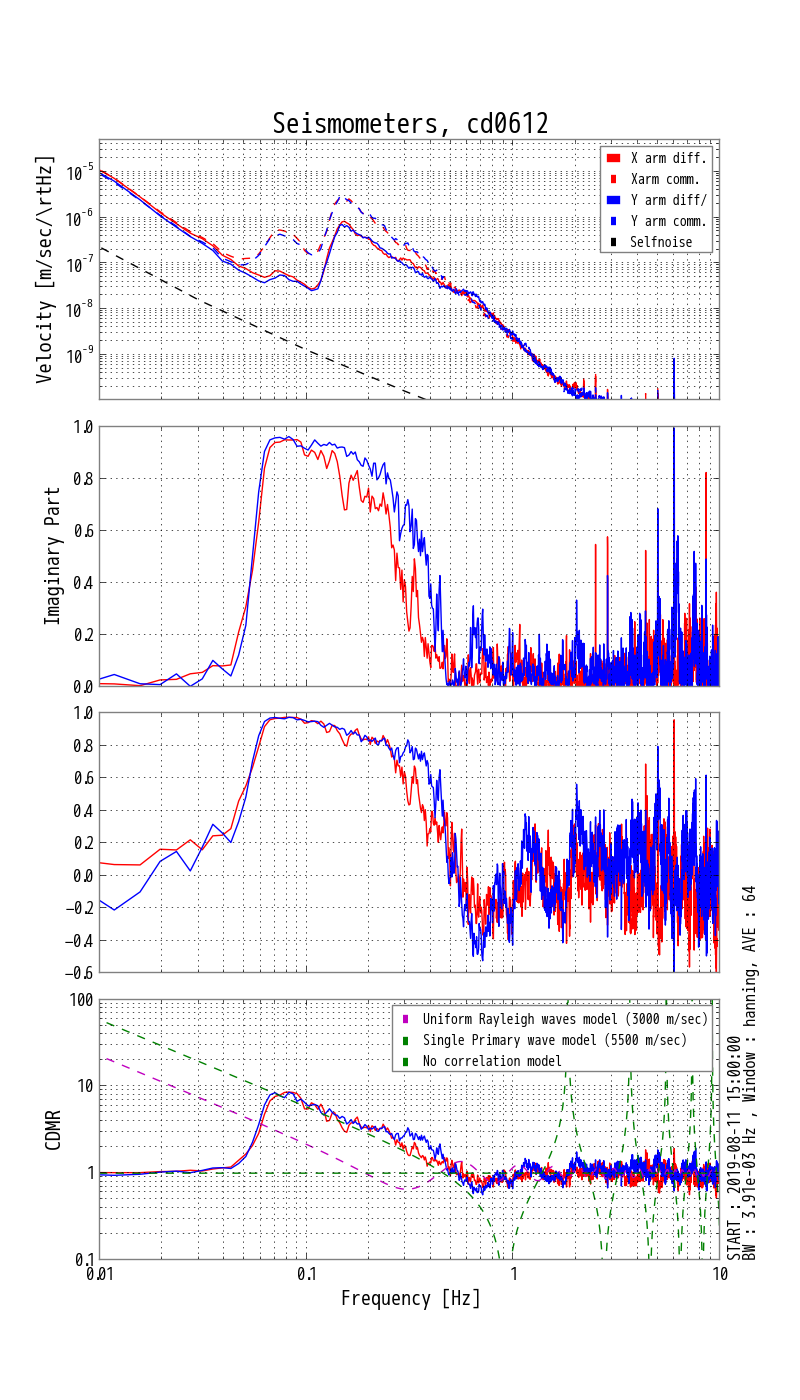 Seismometers, cd0612
Velocity [m/sec/\rtHz]
10^-5
10^-6
10^-7
10^-8
10^-9
X arm diff.
Xarm comm.
Y arm diff/
Y arm comm.
Selfnoise
Imaginary Part
1.0
0.8
0.6
0.4
0.2
0.0
1.0
0.8
0.6
0.4
0.2
0.0
−0.2
−0.4
−0.6
CDMR
100
10
1
0.1
Uniform Rayleigh waves model (3000 m/sec)
Single Primary wave model (5500 m/sec)
No correlation model
0.01 0.1 1 10
Frequency [Hz]
START : 2019-08-11 15:00:00
BW : 3.91e-03 Hz , Window : hanning, AVE : 64